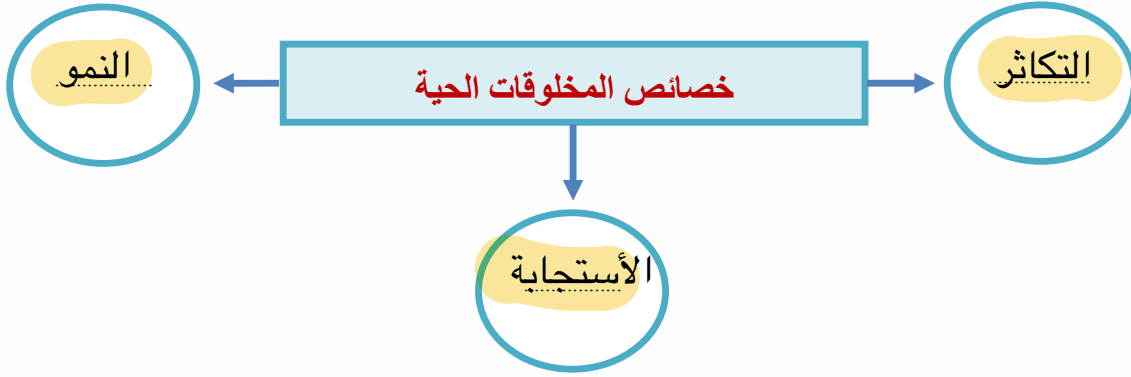 خصائص المخلوقات الحية
التكاثر
النمو
الأستجابة